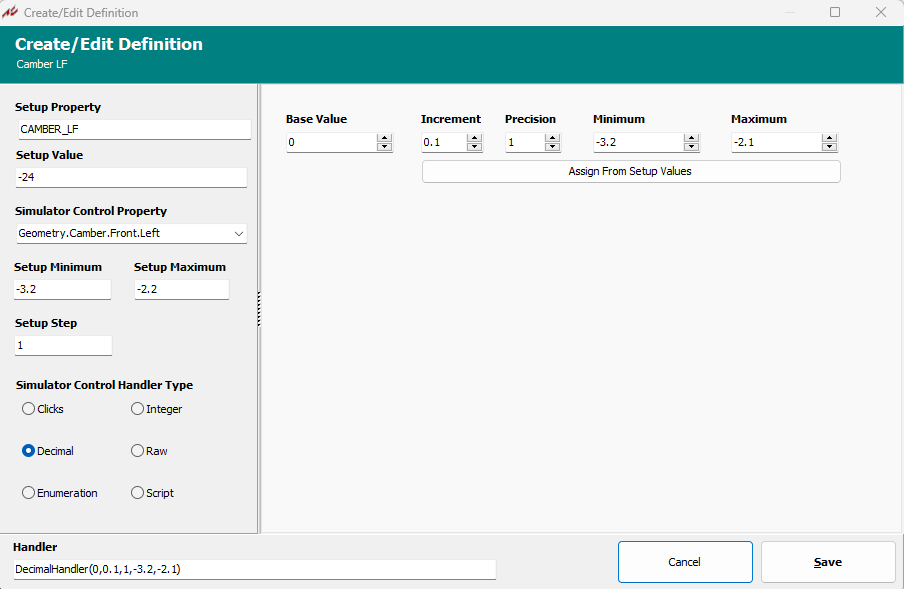 Create/Edit Definition
Create/Edit Definition
Camber LF
Setup Property
CAMBER_LF
Setup Value
-24
Simulator Control Property
Geometry.Camber.Front.Left
Setup Minimum Setup Maximum
-3.2 -2.2
Setup Step
1
Simulator Control Handler Type
Clicks Integer
Decimal Raw
Enumeration Script
Base Value Increment Precision Minimum Maximum
0 0.1 1 -3.2 -2.1
Assign From Setup Values
Handler
DecimalHandler(0,0.1,1,-3.2,-2.1)
Cancel Save